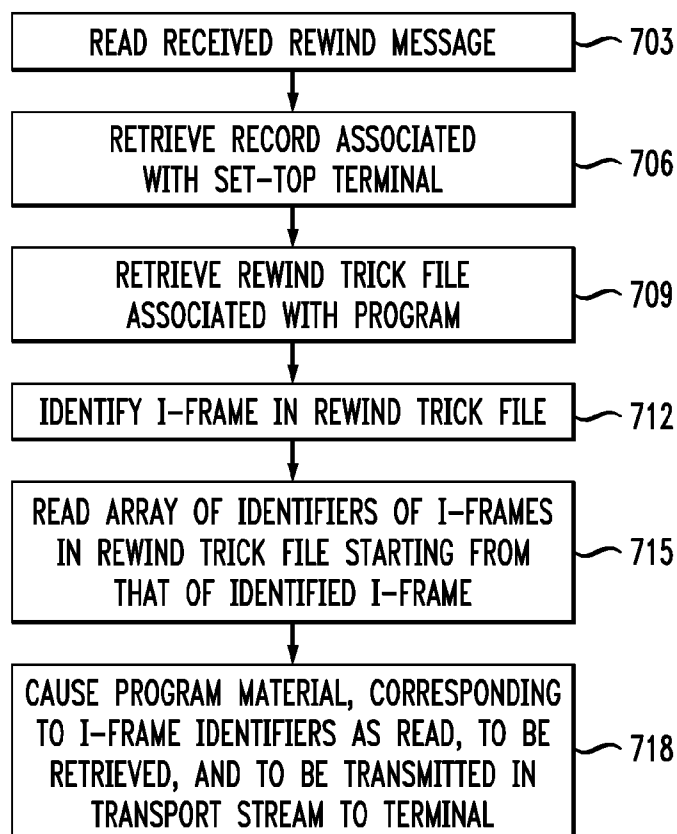 READ RECEIVED REWIND MESSAGE
703
RETRIEVE RECORD ASSOCIATED
WITH SET-TOP TERMINAL
706
RETRIEVE REWIND TRICK FILE
ASSOCIATED WITH PROGRAM
709
IDENTIFY I-FRAME IN REWIND TRICK FILE
712
READ ARRAY OF IDENTIFIERS OF I-FRAMES
IN REWIND TRICK FILE STARTING FROM
THAT OF IDENTIFIED I-FRAME
715
CAUSE PROGRAM MATERIAL, CORRESPONDING
TO I-FRAME IDENTIFIERS AS READ, TO BE
RETRIEVED, AND TO BE TRANSMITTED IN
TRANSPORT STREAM TO TERMINAL
718